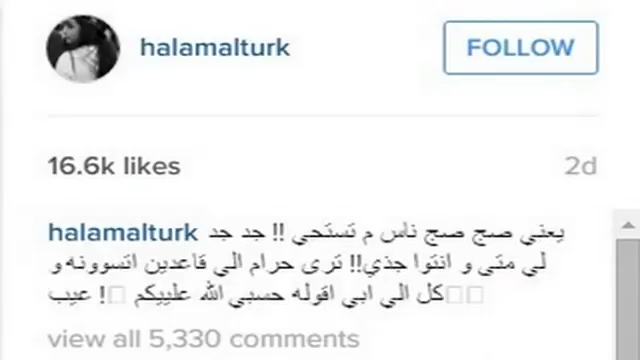 halamalturk
FOLLOW
16.6k likes
2d
halamalturk يعني صج صج ناس م تستحي !! جد جد
لي متى و انتوا جذي!! ترى حرام الي قاعدين اتسوونه و
كل الي ابي اقوله حسبي الله علييكم !عيب
view all 5,330 comments